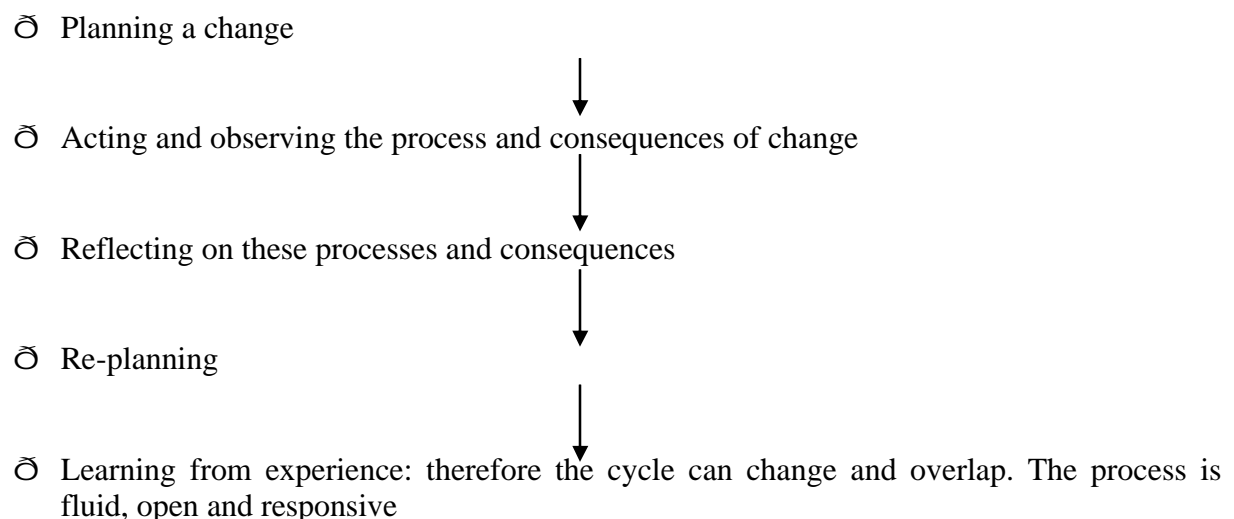 Õ Planning a change
Õ Acting and observing the process and consequences of change
Õ Reflecting on these processes and consequences
Õ Re-planning
Õ Learning from experience: therefore the cycle can change and overlap. The process is
fluid, open and responsive